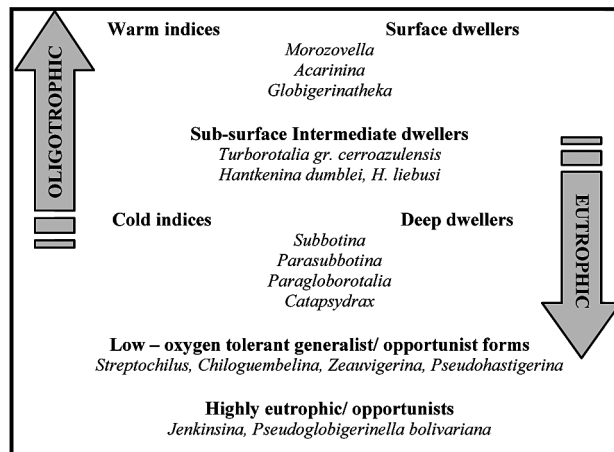 Warm indices Surface dwellers
Morozovella
Acarinina
Globigerinatheka
OLIGOTROPHIC
Sub-surface Intermediate dwellers
Turborotalia gr. cerroazulensis
Hantkenina dumblei, H. liebusi
Cold indices Deep dwellers
Subbotina
Parasubbotina
Paragloborotalia
Catapsydrax
EUTROPHIC
Low – oxygen tolerant generalist/ opportunist forms
Streptochilus, Chiloguembelina, Zeauvigerina, Pseudohastigerina
Highly eutrophic/ opportunists
Jenkinsina, Pseudoglobigerinella bolivariana